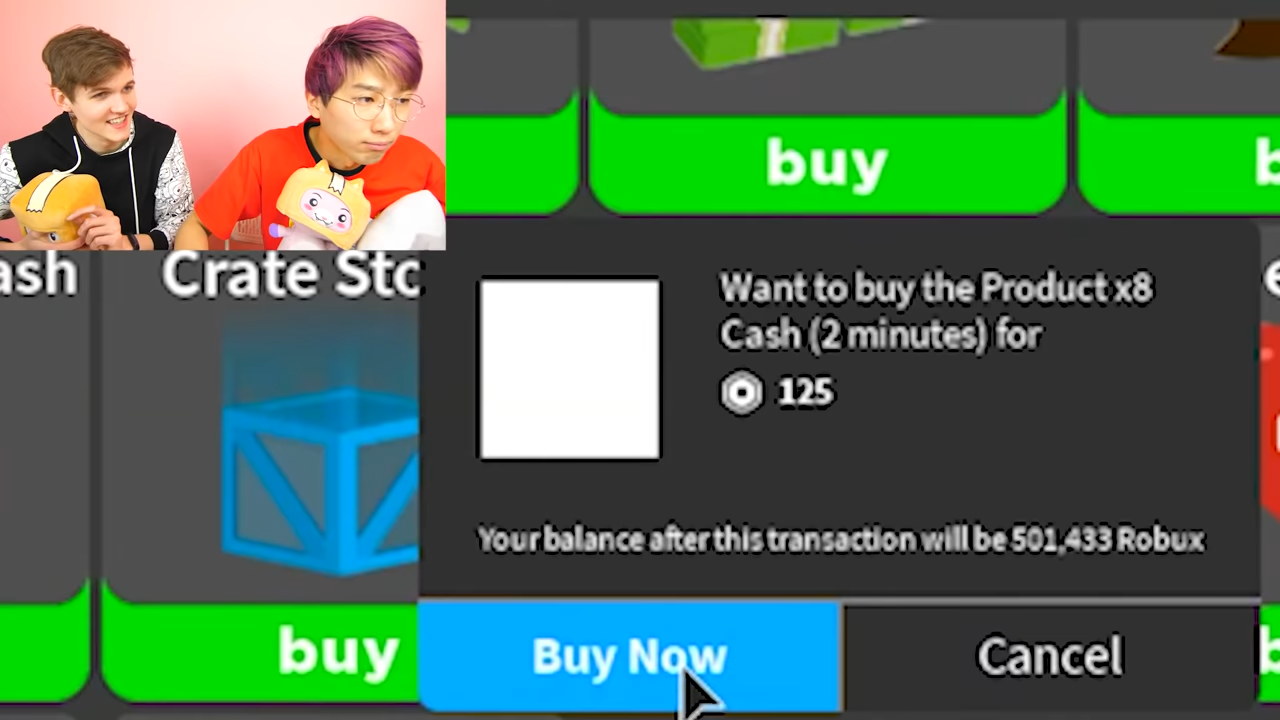 buy
ash
Crate Sto
Want to buy the Product x8
Cash (2 minutes) for
125
Your balance after this transaction will be 501,433 Robux
buy
Buy Now
Cancel